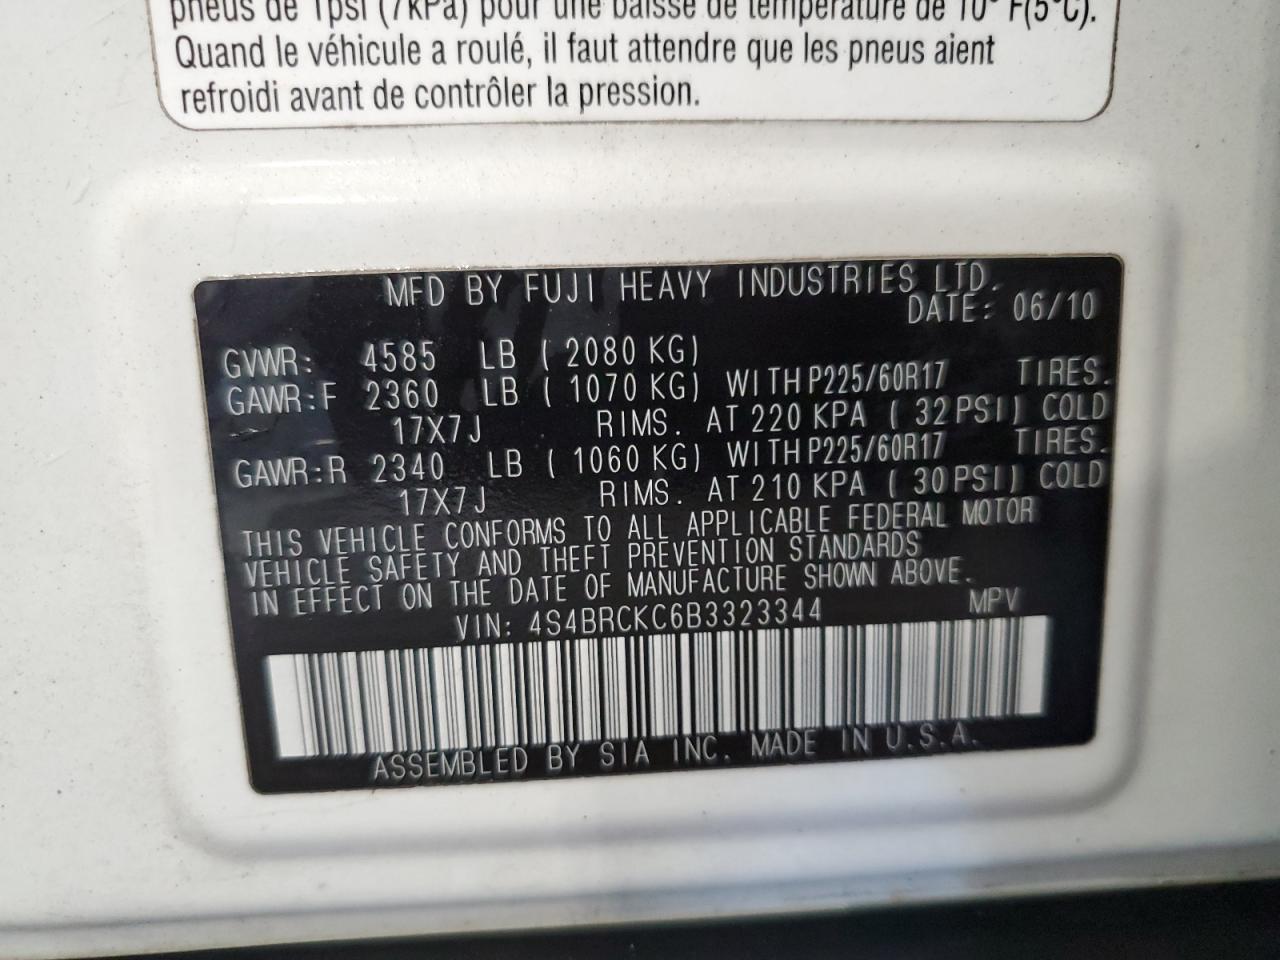 pneus de 1psi (7kPa) pour une baisse de température de 10° F(5°C).
Quand le véhicule a roulé, il faut attendre que les pneus aient
refroidi avant de contrôler la pression.
MFD BY FUJI HEAVY INDUSTRIES LTD.
DATE: 06/10
GVWR: 4585 LB ( 2080 KG)
GAWR:F 2360 LB ( 1070 KG) WITH P225/60R17 TIRES.
17X7J RIMS. AT 220 KPA ( 32 PSI) COLD
GAWR:R 2340 LB ( 1060 KG) WITH P225/60R17 TIRES.
17X7J RIMS. AT 210 KPA ( 30 PSI) COLD
THIS VEHICLE CONFORMS TO ALL APPLICABLE FEDERAL MOTOR
VEHICLE SAFETY AND THEFT PREVENTION STANDARDS
IN EFFECT ON THE DATE OF MANUFACTURE SHOWN ABOVE.
VIN: 4S4BRCKC6B3323344 MPV
ASSEMBLED BY SIA INC. MADE IN U.S.A.